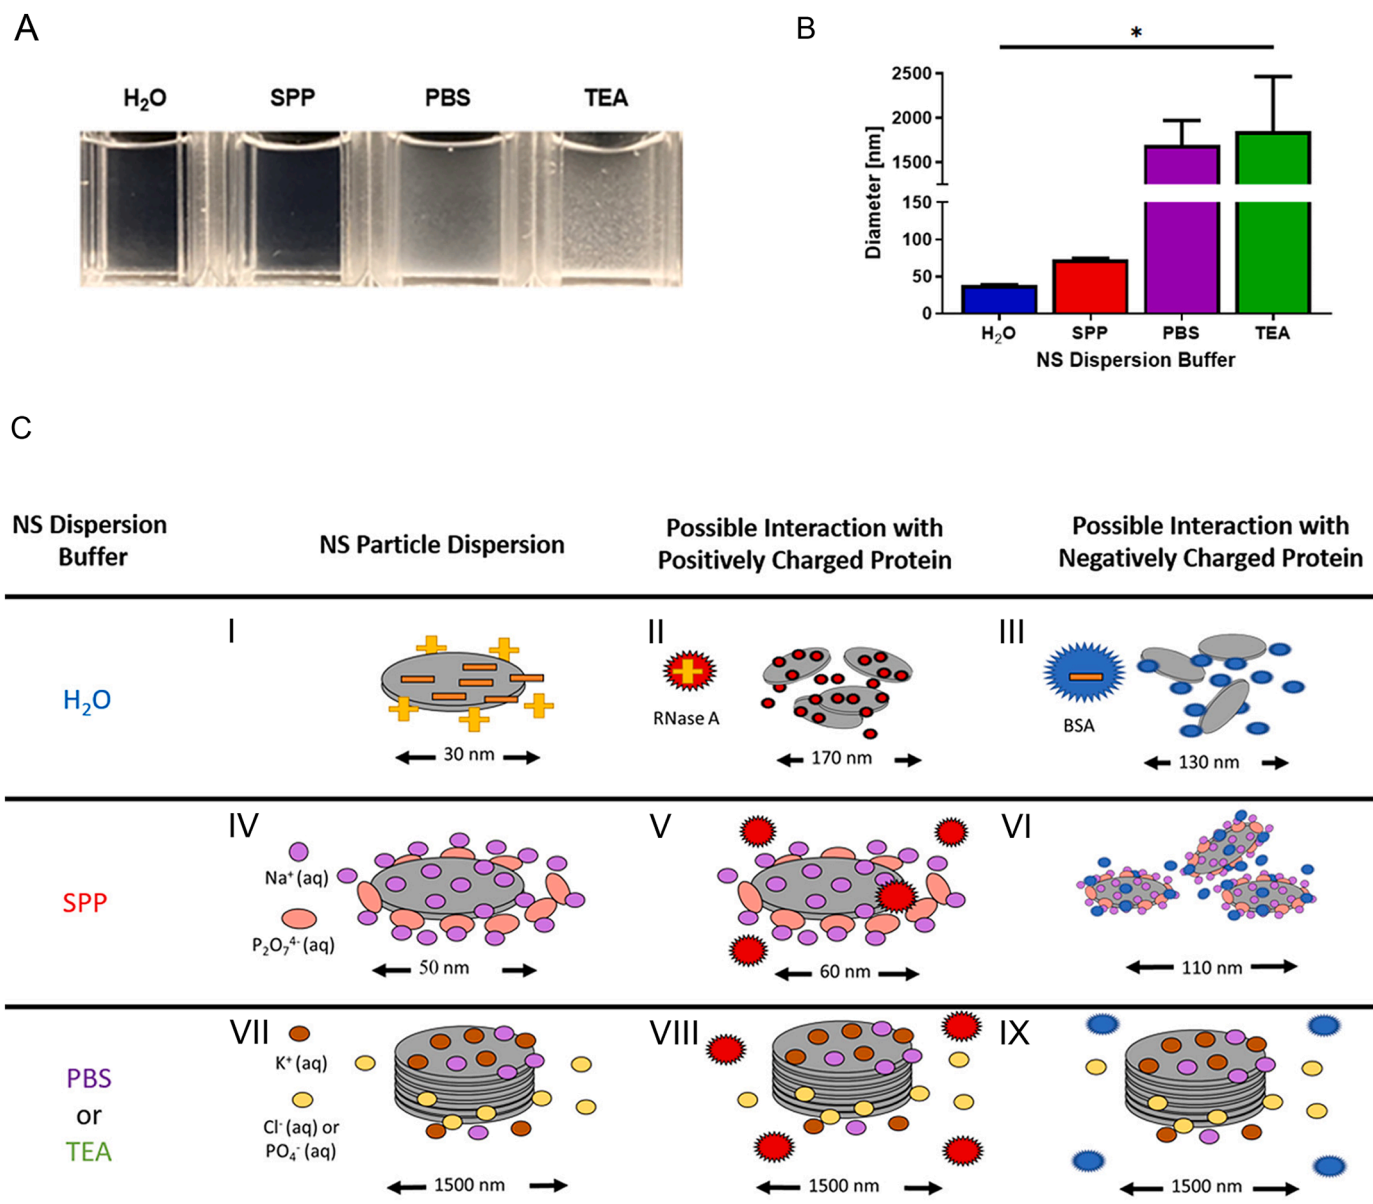 A
H₂O SPP PBS TEA
B
*
Diameter [nm]
2500
2000
1500
150
100
50
0
H₂O SPP PBS TEA
NS Dispersion Buffer
C
NS Dispersion
Buffer
NS Particle Dispersion
Possible Interaction with
Positively Charged Protein
Possible Interaction with
Negatively Charged Protein
H₂O
I
30 nm
II
RNase A
170 nm
III
BSA
130 nm
SPP
IV
Na⁺ (aq)
P₂O₇⁴⁻ (aq)
50 nm
V
60 nm
VI
110 nm
PBS
or
TEA
VII
K⁺ (aq)
Cl⁻ (aq) or
PO₄⁻ (aq)
1500 nm
VIII
1500 nm
IX
1500 nm